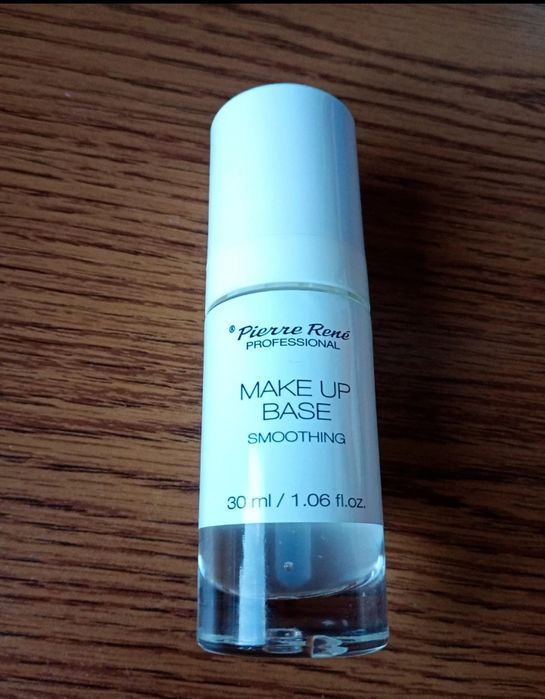 ® Pierre René
PROFESSIONAL
MAKE UP
BASE
SMOOTHING
30 ml / 1.06 fl.oz.